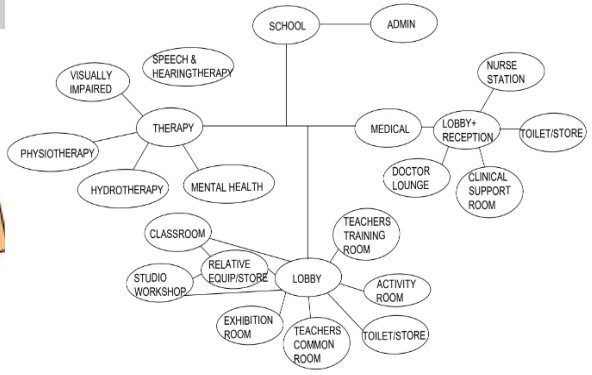 SCHOOL
ADMIN
SPEECH &
HEARINGTHERAPY
VISUALLY
IMPAIRED
NURSE
STATION
THERAPY
MEDICAL
LOBBY+
RECEPTION
TOILET/STORE
PHYSIOTHERAPY
HYDROTHERAPY
MENTAL HEALTH
DOCTOR
LOUNGE
CLINICAL
SUPPORT
ROOM
CLASSROOM
TEACHERS
TRAINING
ROOM
RELATIVE
EQUIP/STORE
STUDIO
WORKSHOP
LOBBY
ACTIVITY
ROOM
EXHIBITION
ROOM
TEACHERS
COMMON
ROOM
TOILET/STORE